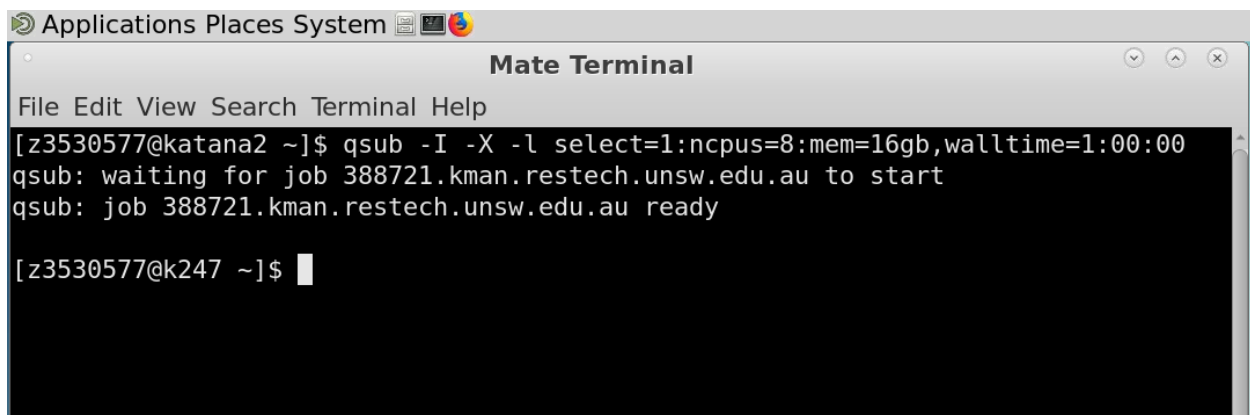 Applications Places System
Mate Terminal
File Edit View Search Terminal Help
[z3530577@katana2 ~]$ qsub -I -X -l select=1:ncpus=8:mem=16gb,walltime=1:00:00
qsub: waiting for job 388721.kman.restech.unsw.edu.au to start
qsub: job 388721.kman.restech.unsw.edu.au ready
[z3530577@k247 ~]$